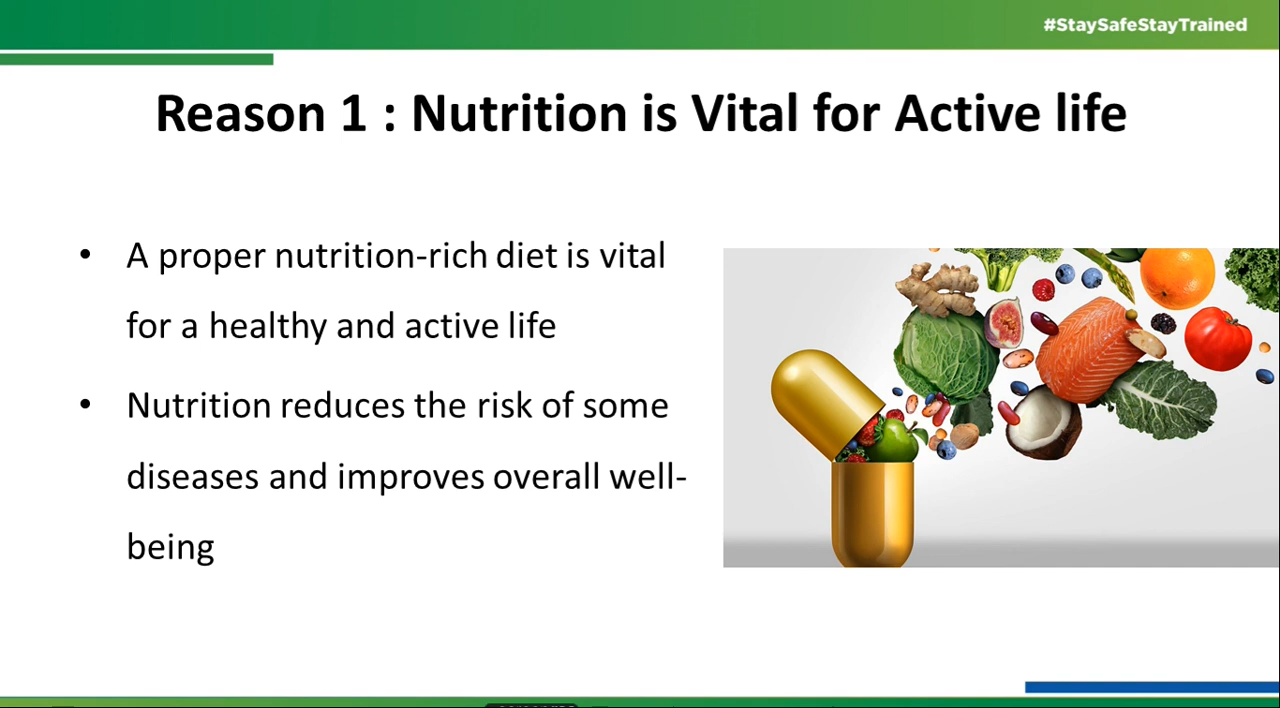 #StaySafeStayTrained
Reason 1 : Nutrition is Vital for Active life
• A proper nutrition-rich diet is vital
for a healthy and active life
• Nutrition reduces the risk of some
diseases and improves overall well-
being